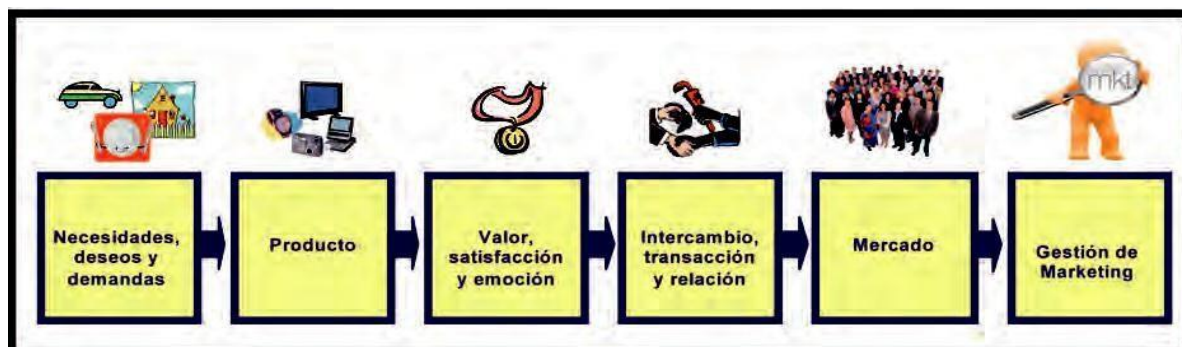 mkt
Necesidades,
deseos y
demandas
Producto
Valor,
satisfacción
y emoción
Intercambio,
transacción
y relación
Mercado
Gestión de
Marketing